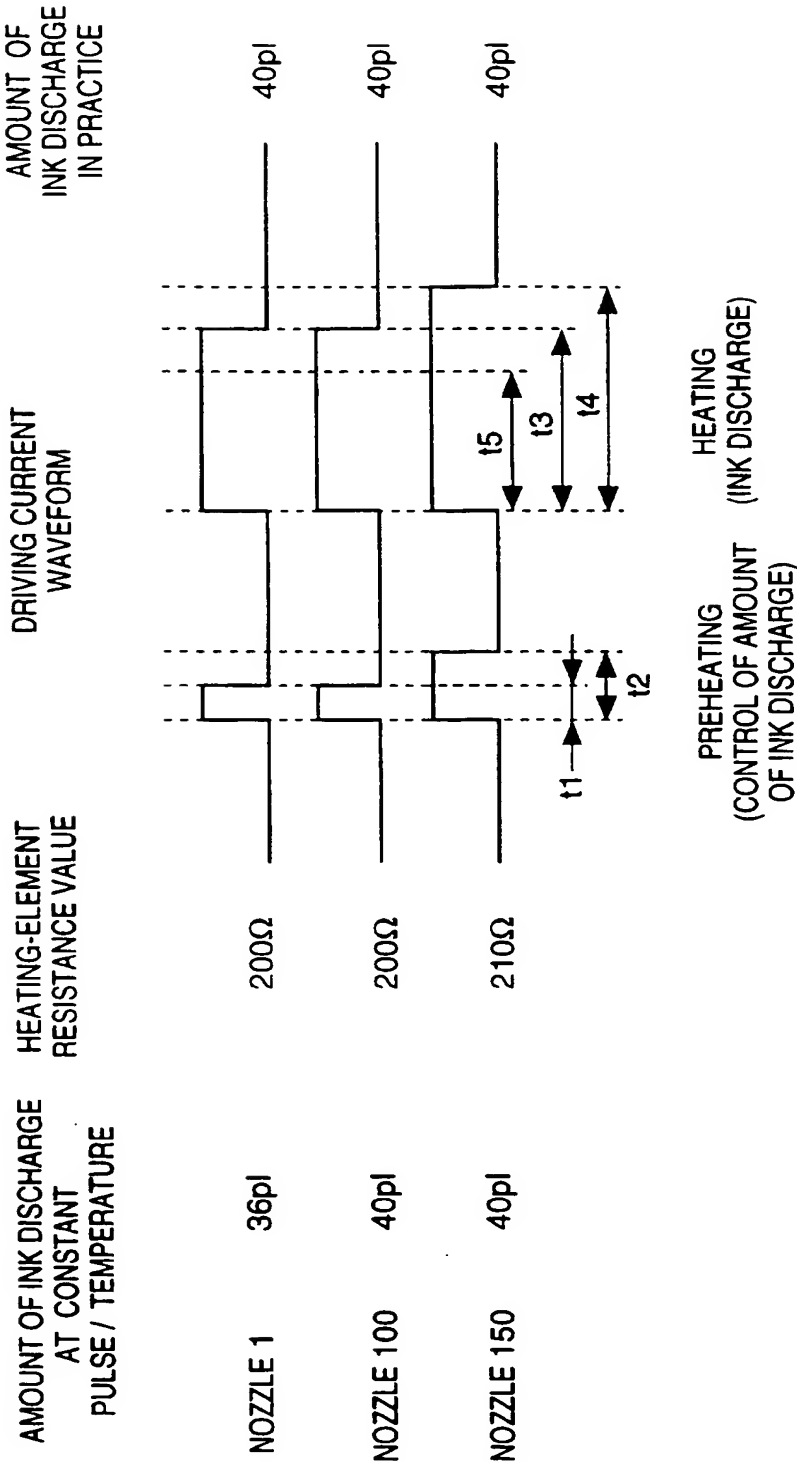 AMOUNT OF INK DISCHARGE
AT CONSTANT
PULSE / TEMPERATURE
HEATING-ELEMENT
RESISTANCE VALUE
DRIVING CURRENT
WAVEFORM
AMOUNT OF
INK DISCHARGE
IN PRACTICE
NOZZLE 1 36pl 200Ω 40pl
NOZZLE 100 40pl 200Ω 40pl
NOZZLE 150 40pl 210Ω 40pl
t5
t3
t4
t1
t2
PREHEATING
(CONTROL OF AMOUNT
OF INK DISCHARGE)
HEATING
(INK DISCHARGE)